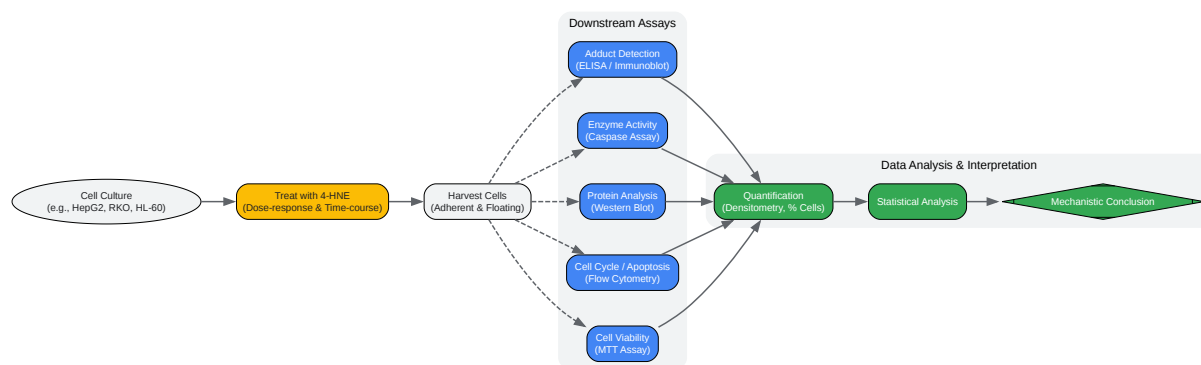 Downstream Assays
Adduct Detection
(ELISA / Immunoblot)
Enzyme Activity
(Caspase Assay)
Data Analysis & Interpretation
Cell Culture
(e.g., HepG2, RKO, HL-60)
Treat with 4-HNE
(Dose-response & Time-course)
Harvest Cells
(Adherent & Floating)
Protein Analysis
(Western Blot)
Quantification
(Densitometry, % Cells)
Statistical Analysis
Mechanistic Conclusion
Cell Cycle / Apoptosis
(Flow Cytometry)
Cell Viability
(MTT Assay)